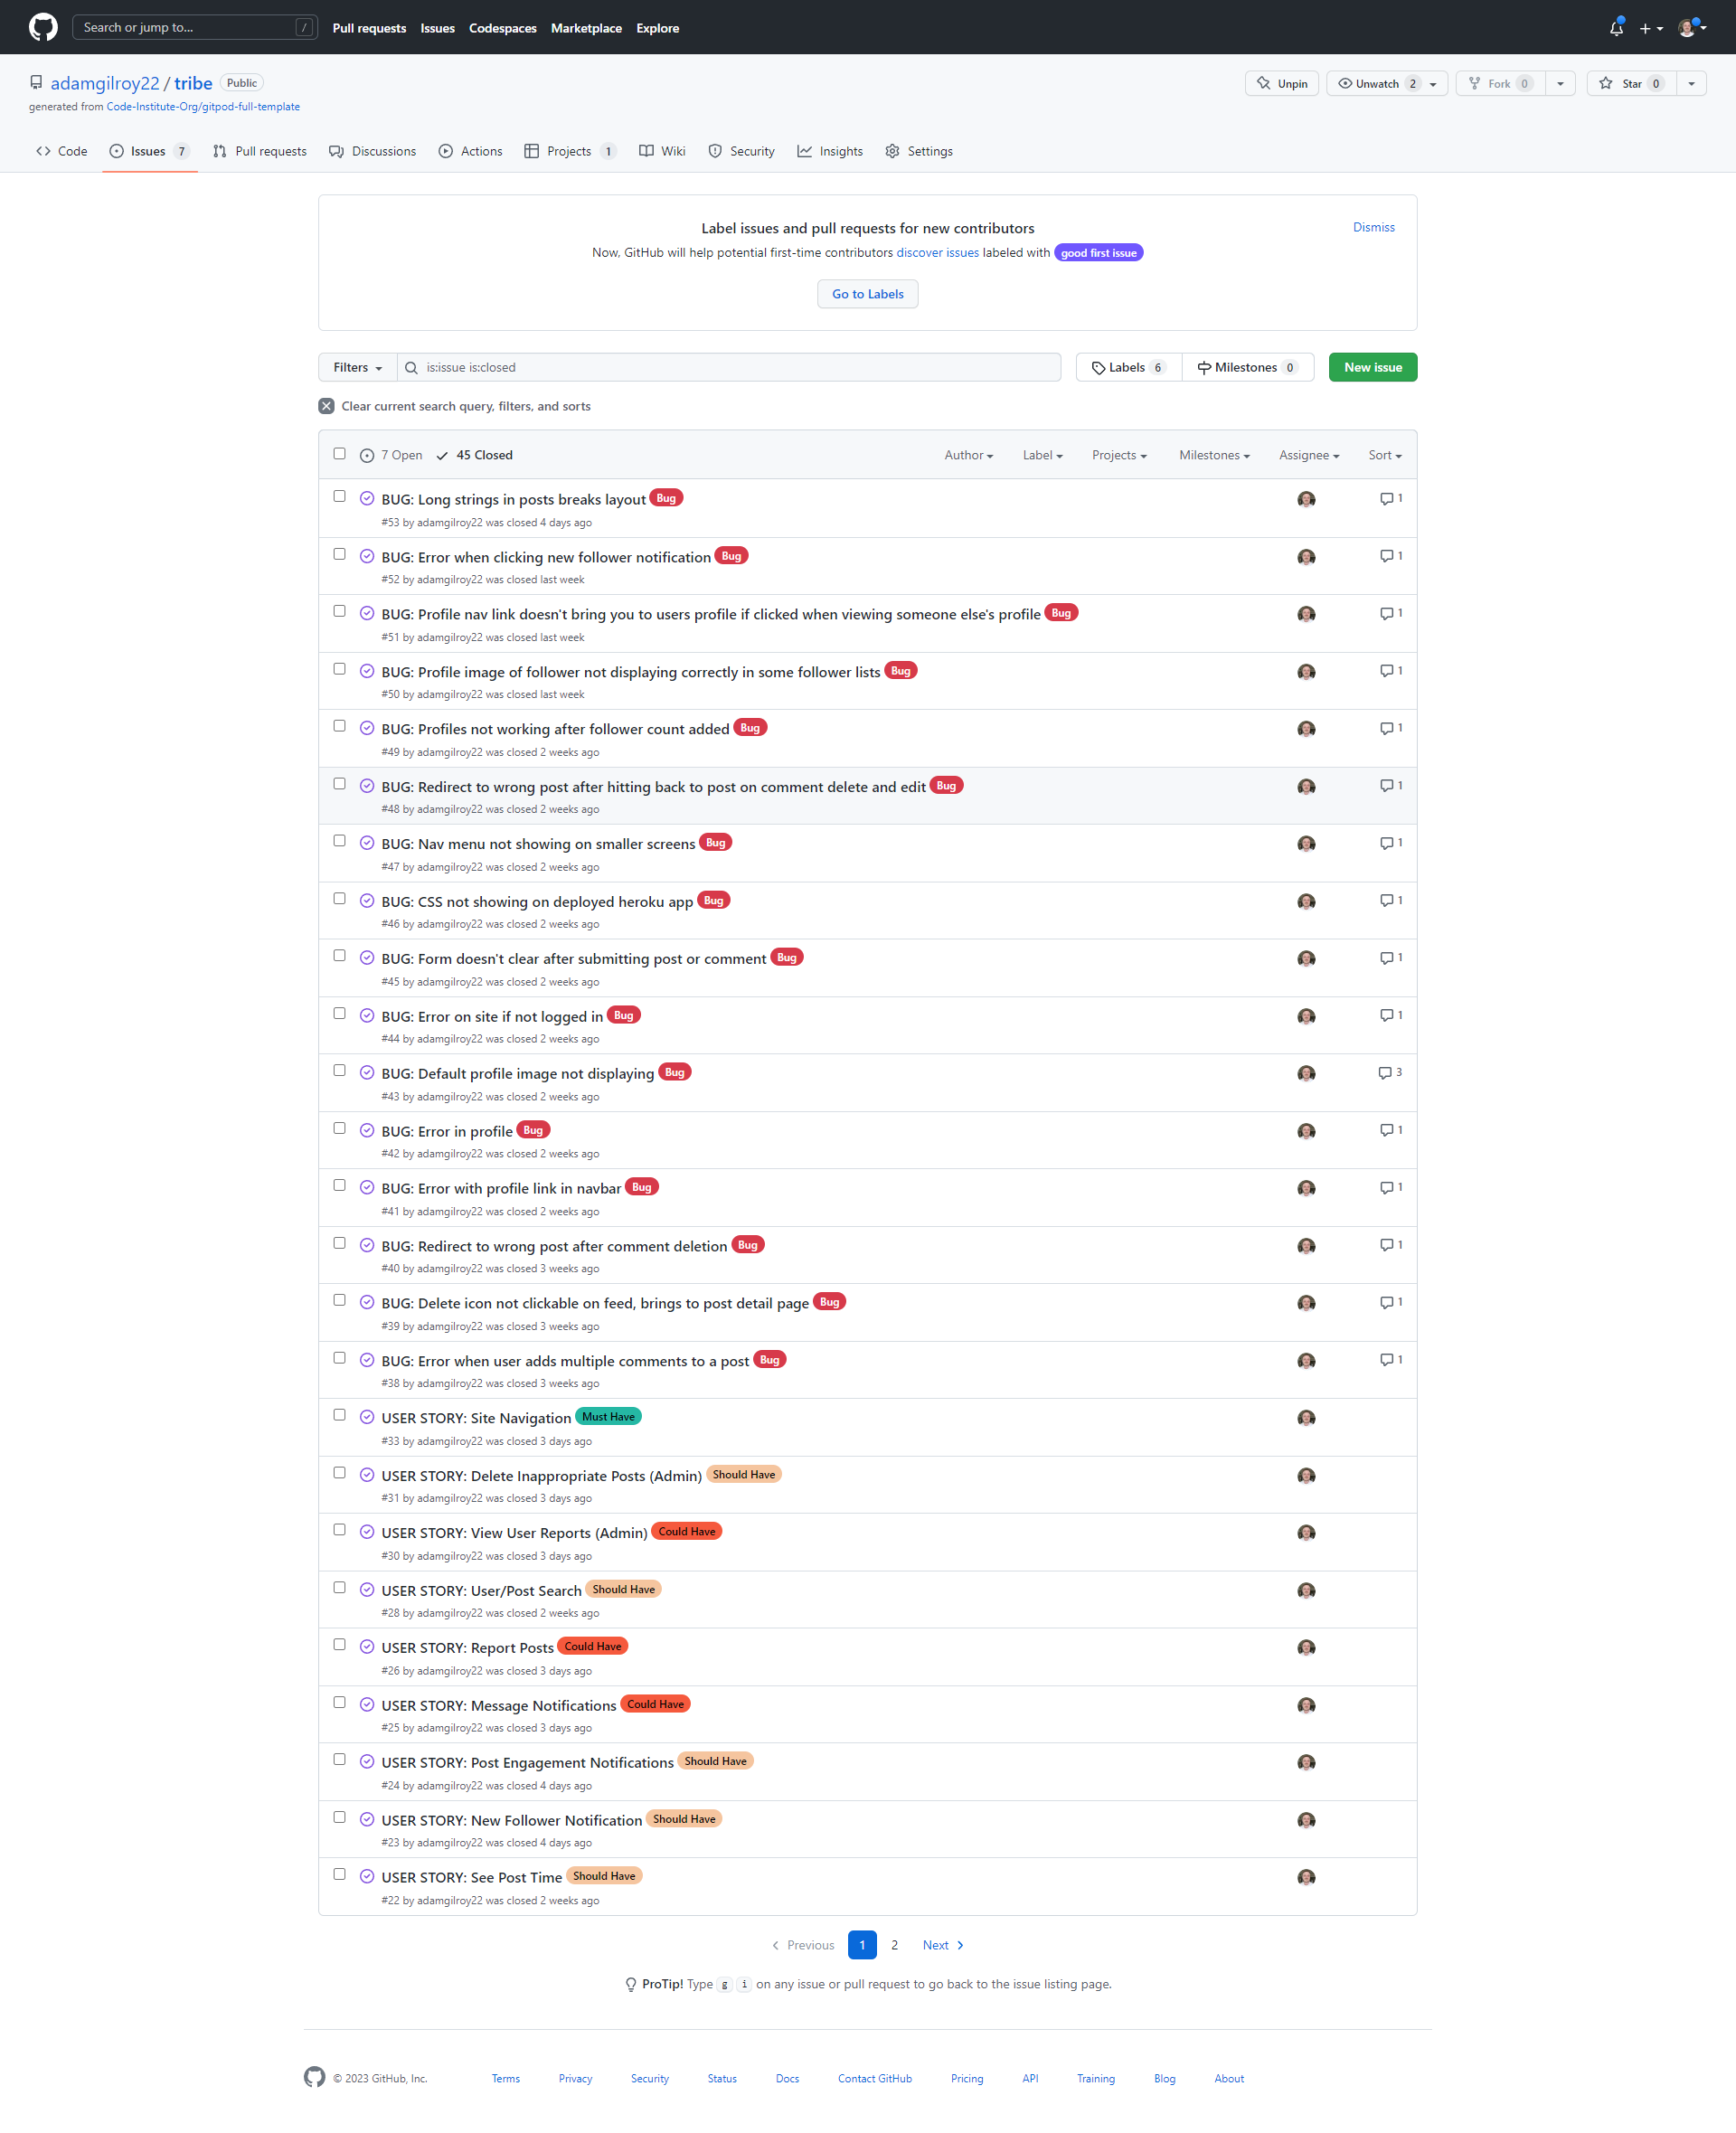 Search or jump to... / Pull requests Issues Codespaces Marketplace Explore
adamgilroy22 / tribe Public Unpin Unwatch 2 Fork 0 Star 0
generated from Code-Institute-Org/gitpod-full-template
Code Issues 7 Pull requests Discussions Actions Projects 1 Wiki Security Insights Settings
Label issues and pull requests for new contributors Dismiss
Now, GitHub will help potential first-time contributors discover issues labeled with good first issue
Go to Labels
Filters is:issue is:closed Labels 6 Milestones 0 New issue
Clear current search query, filters, and sorts
7 Open 45 Closed Author Label Projects Milestones Assignee Sort
BUG: Long strings in posts breaks layout Bug 1
#53 by adamgilroy22 was closed 4 days ago
BUG: Error when clicking new follower notification Bug 1
#52 by adamgilroy22 was closed last week
BUG: Profile nav link doesn't bring you to users profile if clicked when viewing someone else's profile Bug 1
#51 by adamgilroy22 was closed last week
BUG: Profile image of follower not displaying correctly in some follower lists Bug 1
#50 by adamgilroy22 was closed last week
BUG: Profiles not working after follower count added Bug 1
#49 by adamgilroy22 was closed 2 weeks ago
BUG: Redirect to wrong post after hitting back to post on comment delete and edit Bug 1
#48 by adamgilroy22 was closed 2 weeks ago
BUG: Nav menu not showing on smaller screens Bug 1
#47 by adamgilroy22 was closed 2 weeks ago
BUG: CSS not showing on deployed heroku app Bug 1
#46 by adamgilroy22 was closed 2 weeks ago
BUG: Form doesn't clear after submitting post or comment Bug 1
#45 by adamgilroy22 was closed 2 weeks ago
BUG: Error on site if not logged in Bug 1
#44 by adamgilroy22 was closed 2 weeks ago
BUG: Default profile image not displaying Bug 3
#43 by adamgilroy22 was closed 2 weeks ago
BUG: Error in profile Bug 1
#42 by adamgilroy22 was closed 2 weeks ago
BUG: Error with profile link in navbar Bug 1
#41 by adamgilroy22 was closed 2 weeks ago
BUG: Redirect to wrong post after comment deletion Bug 1
#40 by adamgilroy22 was closed 3 weeks ago
BUG: Delete icon not clickable on feed, brings to post detail page Bug 1
#39 by adamgilroy22 was closed 3 weeks ago
BUG: Error when user adds multiple comments to a post Bug 1
#38 by adamgilroy22 was closed 3 weeks ago
USER STORY: Site Navigation Must Have
#33 by adamgilroy22 was closed 3 days ago
USER STORY: Delete Inappropriate Posts (Admin) Should Have
#31 by adamgilroy22 was closed 3 days ago
USER STORY: View User Reports (Admin) Could Have
#30 by adamgilroy22 was closed 3 days ago
USER STORY: User/Post Search Should Have
#28 by adamgilroy22 was closed 2 weeks ago
USER STORY: Report Posts Could Have
#26 by adamgilroy22 was closed 3 days ago
USER STORY: Message Notifications Could Have
#25 by adamgilroy22 was closed 3 days ago
USER STORY: Post Engagement Notifications Should Have
#24 by adamgilroy22 was closed 4 days ago
USER STORY: New Follower Notification Should Have
#23 by adamgilroy22 was closed 4 days ago
USER STORY: See Post Time Should Have
#22 by adamgilroy22 was closed 2 weeks ago
Previous 1 2 Next
ProTip! Type g i on any issue or pull request to go back to the issue listing page.
© 2023 GitHub, Inc. Terms Privacy Security Status Docs Contact GitHub Pricing API Training Blog About